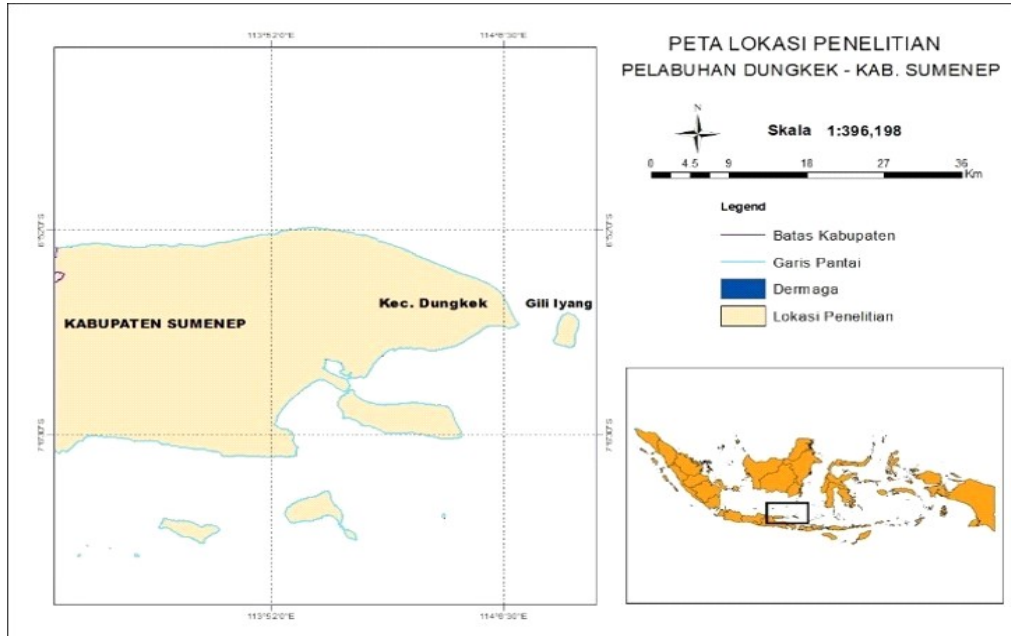 PETA LOKASI PENELITIAN
PELABUHAN DUNGKEK - KAB. SUMENEP
N
Skala 1:396,198
0 4.5 9 18 27 36
Km
Legend
Batas Kabupaten
Garis Pantai
Dermaga
Lokasi Penelitian
113°52'0"E 114°6'30"E
Kec. Dungkek Gili Iyang
KABUPATEN SUMENEP
113°52'0"E 114°6'30"E